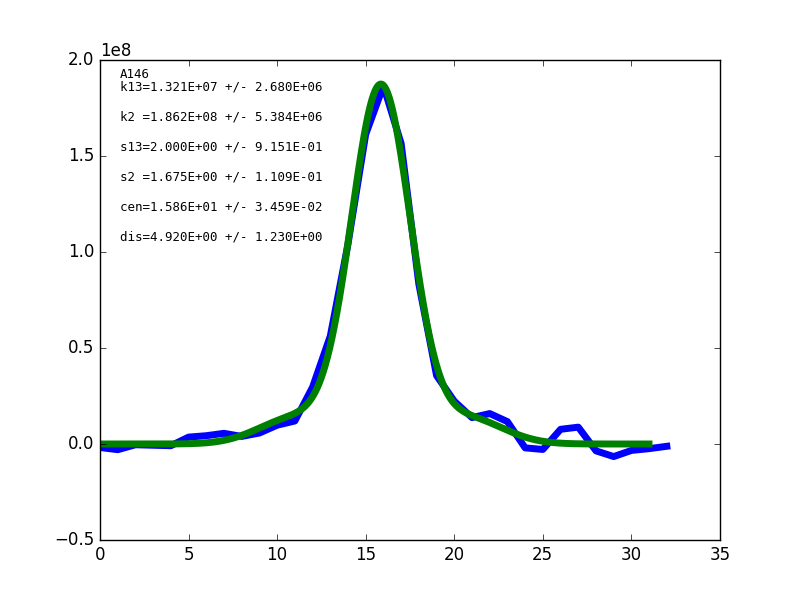 1e8
2.0
A146
k13=1.321E+07 +/- 2.680E+06
k2 =1.862E+08 +/- 5.384E+06
1.5
s13=2.000E+00 +/- 9.151E-01
s2 =1.675E+00 +/- 1.109E-01
cen=1.586E+01 +/- 3.459E-02
dis=4.920E+00 +/- 1.230E+00
1.0
0.5
0.0
−0.5
0 5 10 15 20 25 30 35